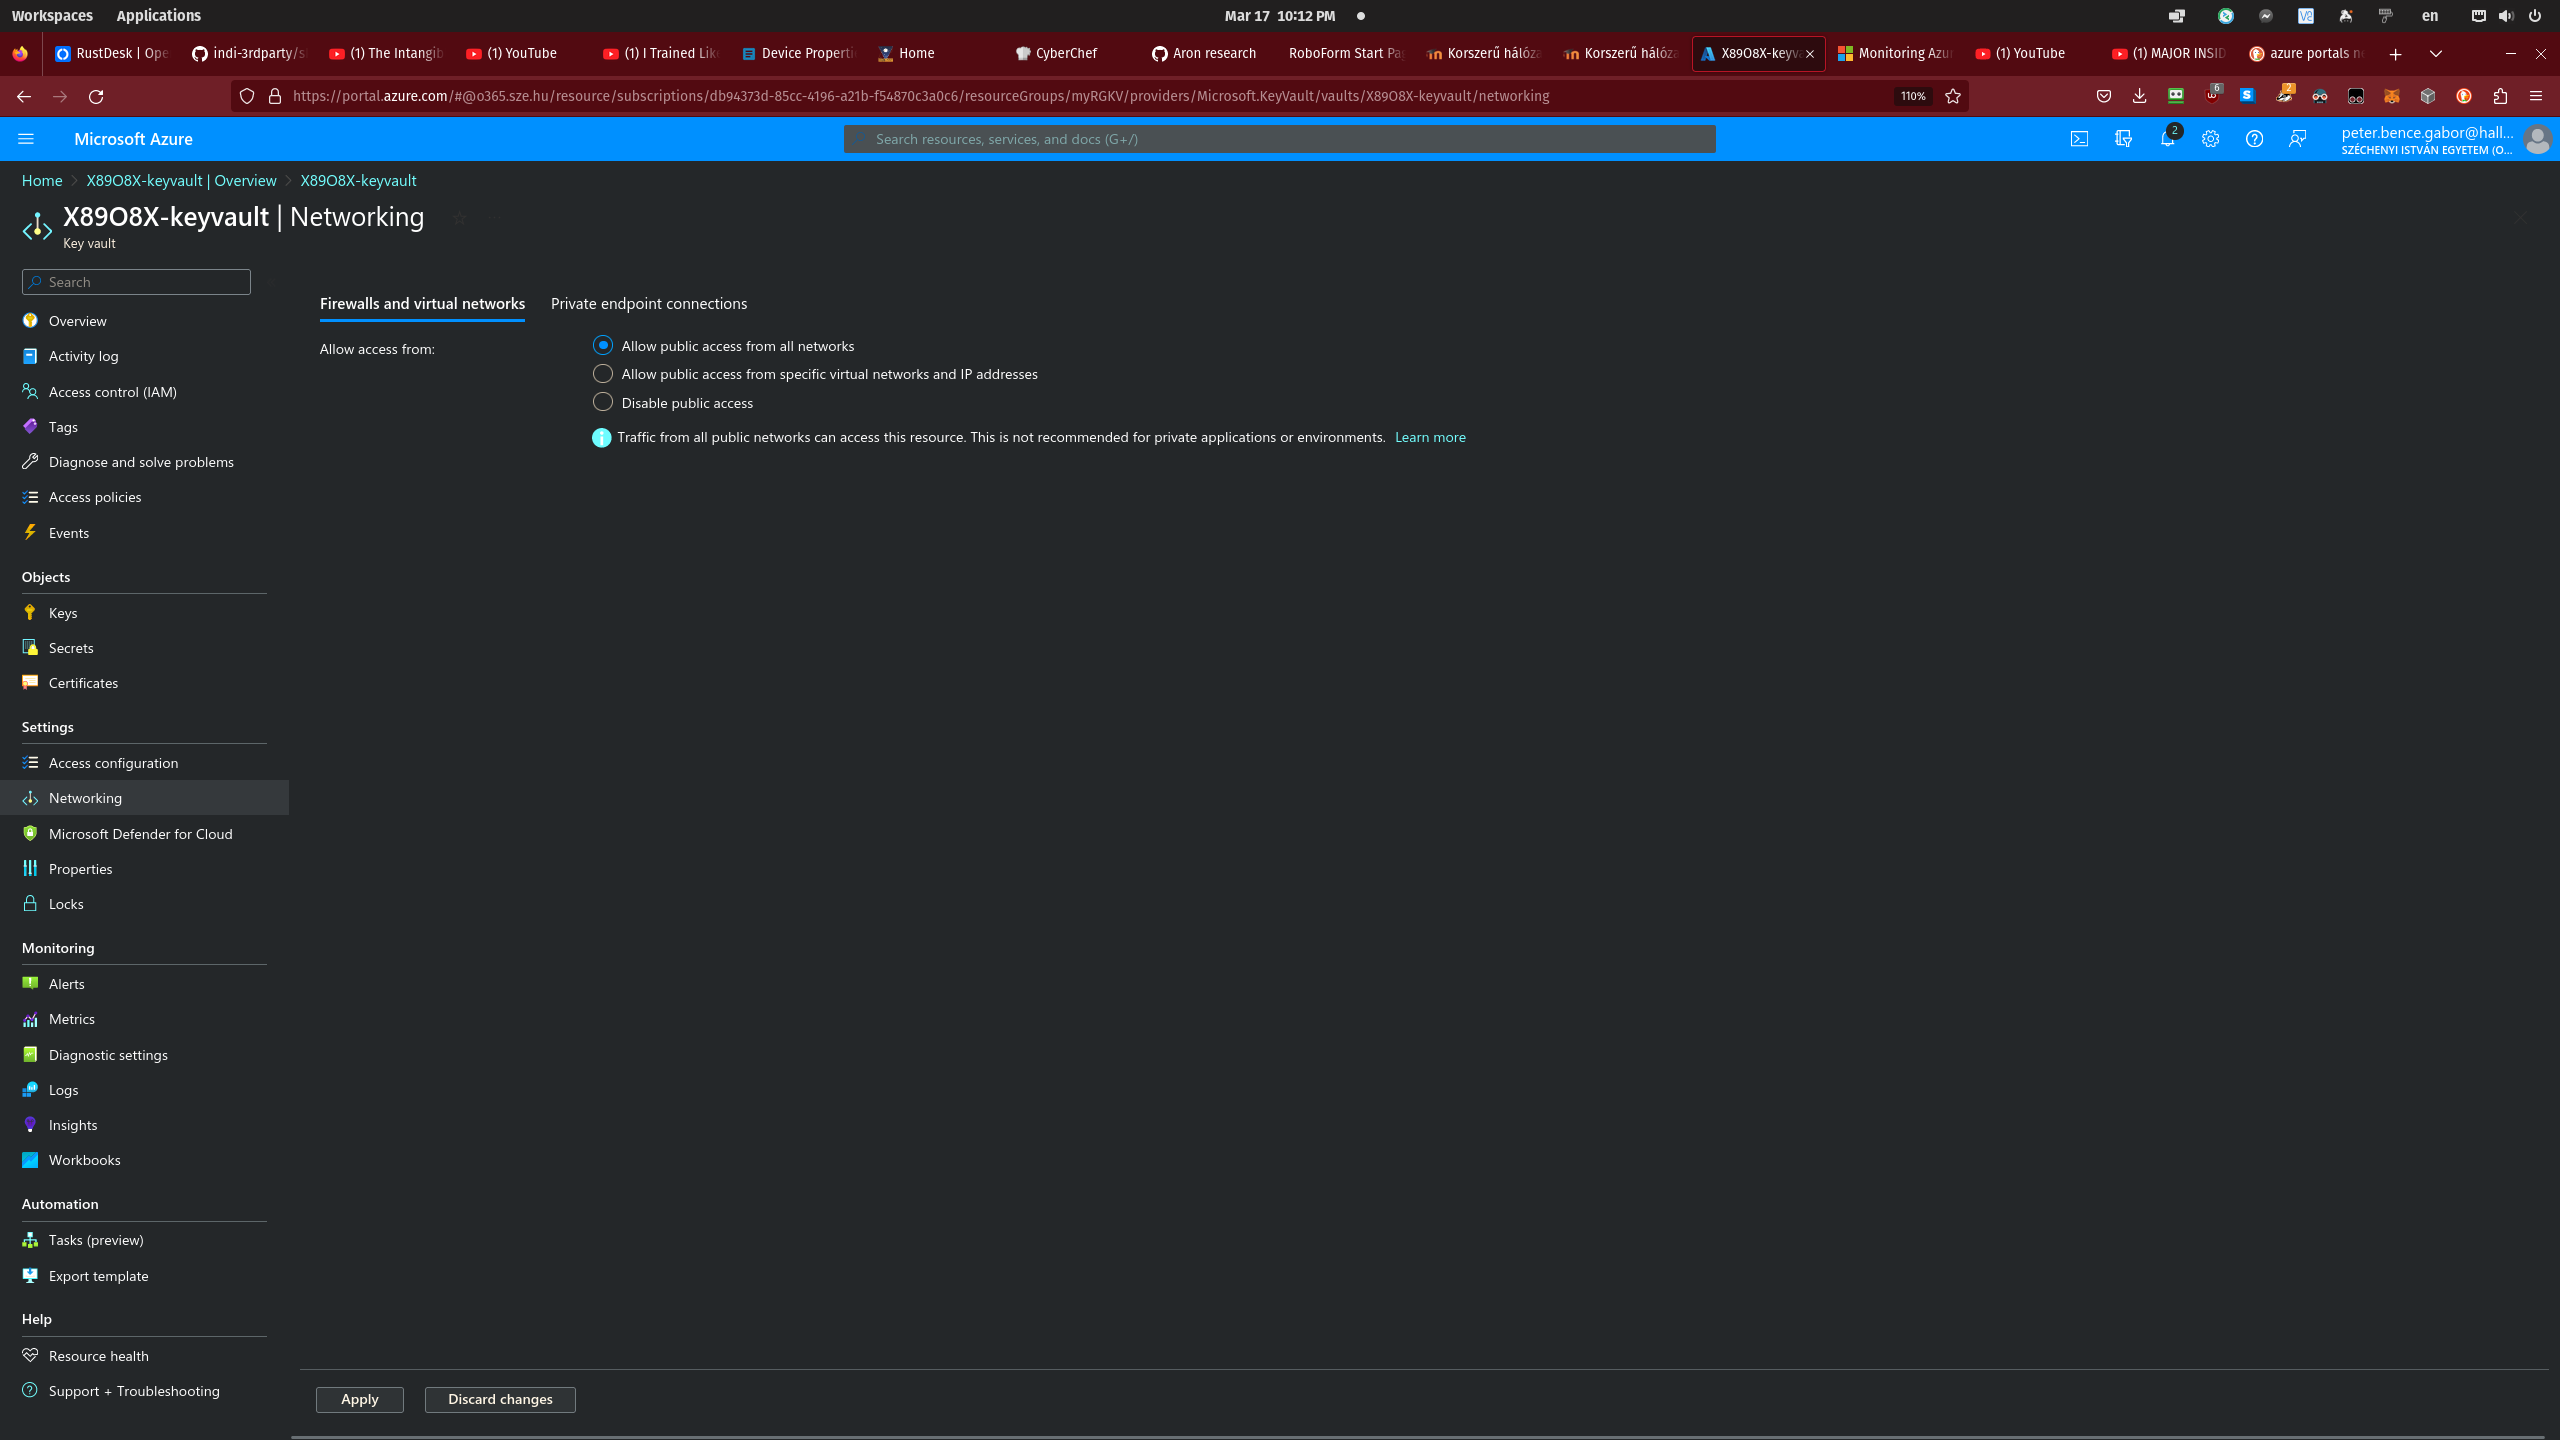 Workspaces Applications Mar 17 10:12 PM en
RustDesk | Ope indi-3rdparty/s (1) The Intangib (1) YouTube (1) I Trained Lik Device Properti Home CyberChef Aron research RoboForm Start Pa Korszerű hálóza Korszerű hálóza X89O8X-keyva Monitoring Azur (1) YouTube (1) MAJOR INSID azure portals n
https://portal.azure.com/#@o365.sze.hu/resource/subscriptions/db94373d-85cc-4196-a21b-f54870c3a0c6/resourceGroups/myRGKV/providers/Microsoft.KeyVault/vaults/X89O8X-keyvault/networking 110% 6 2
Microsoft Azure Search resources, services, and docs (G+/) 2 peter.bence.gabor@hall...
SZÉCHENYI ISTVÁN EGYETEM (O...
Home X89O8X-keyvault | Overview X89O8X-keyvault
X89O8X-keyvault | Networking
Key vault
Search
Overview
Activity log
Access control (IAM)
Tags
Diagnose and solve problems
Access policies
Events
Objects
Keys
Secrets
Certificates
Settings
Access configuration
Networking
Microsoft Defender for Cloud
Properties
Locks
Monitoring
Alerts
Metrics
Diagnostic settings
Logs
Insights
Workbooks
Automation
Tasks (preview)
Export template
Help
Resource health
Support + Troubleshooting
Firewalls and virtual networks Private endpoint connections
Allow access from:
Allow public access from all networks
Allow public access from specific virtual networks and IP addresses
Disable public access
Traffic from all public networks can access this resource. This is not recommended for private applications or environments. Learn more
Apply Discard changes